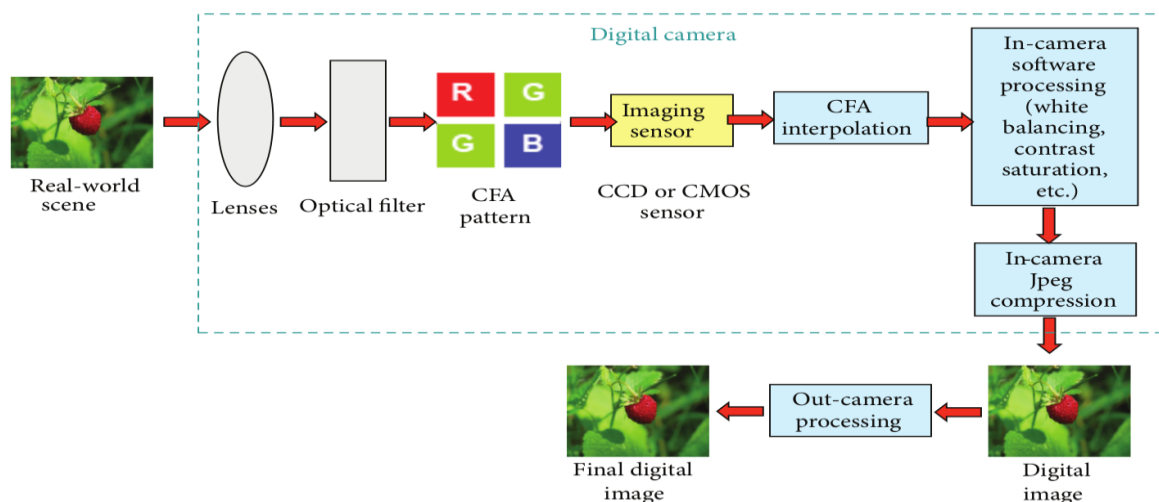 Digital camera
Real-world
scene
Lenses
Optical filter
R G
G B
CFA
pattern
Imaging
sensor
CCD or CMOS
sensor
CFA
interpolation
In-camera
software
processing
(white
balancing,
contrast
saturation,
etc.)
In-camera
Jpeg
compression
Digital
image
Out-camera
processing
Final digital
image